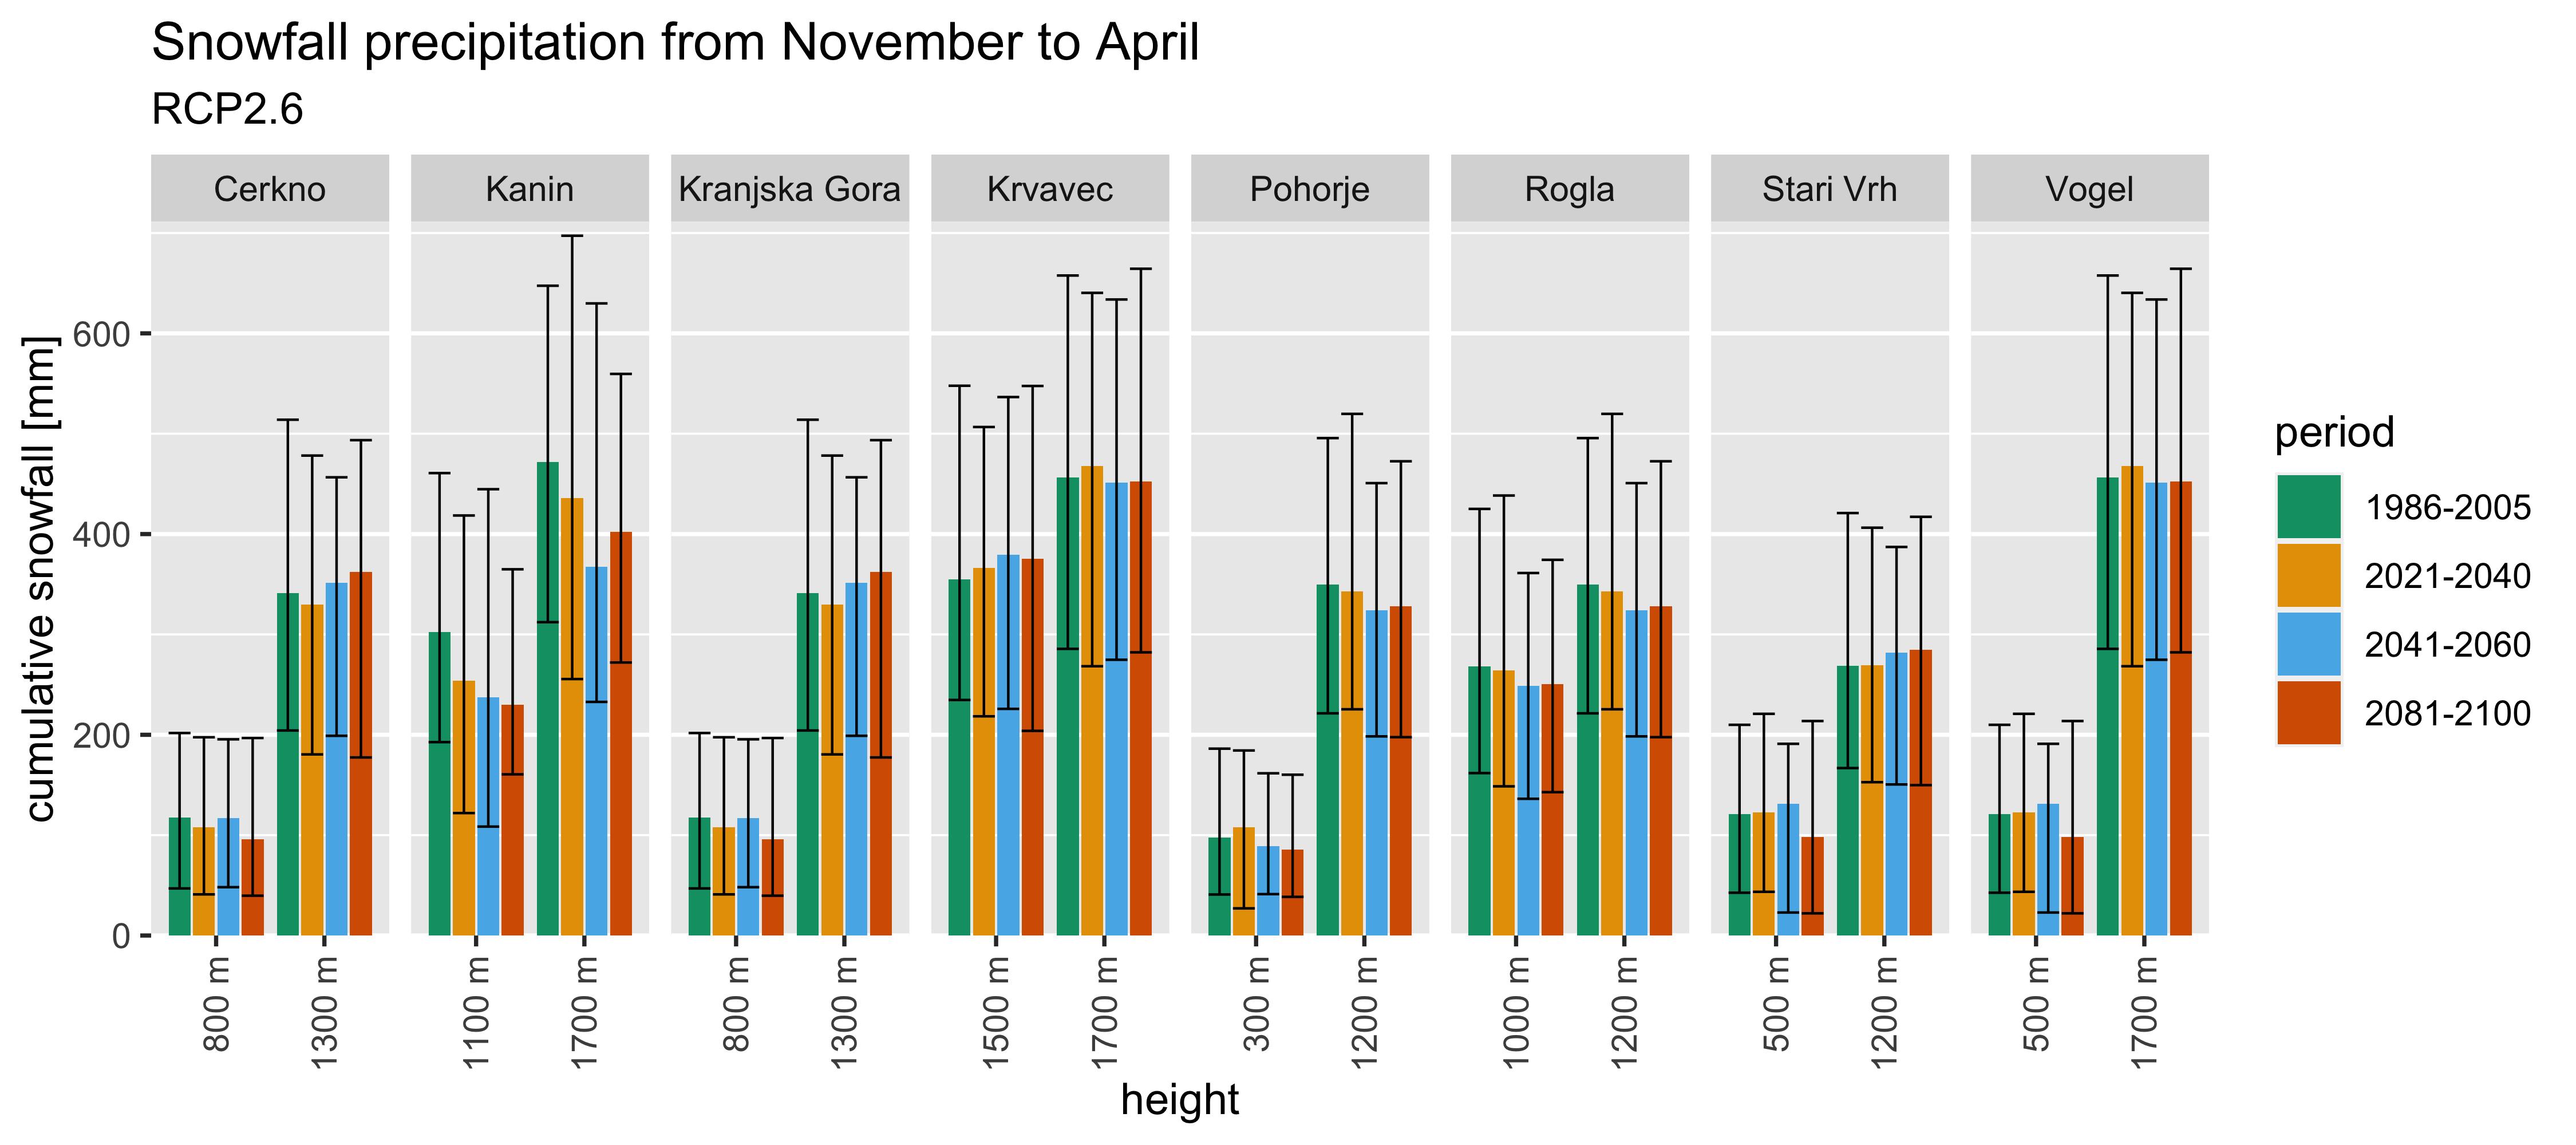 Snowfall precipitation from November to April
RCP2.6
Cerkno Kanin Kranjska Gora Krvavec Pohorje Rogla Stari Vrh Vogel
cumulative snowfall [mm]
600
400
200
0
800 m 1300 m 1100 m 1700 m 800 m 1300 m 1500 m 1700 m 300 m 1200 m 1000 m 1200 m 500 m 1200 m 500 m 1700 m
height
period
1986-2005
2021-2040
2041-2060
2081-2100